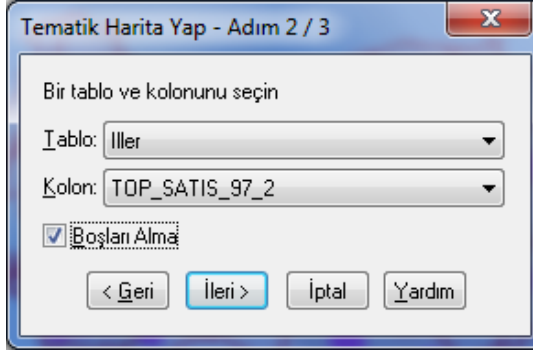 Tematik Harita Yap - Adım 2 / 3
Bir tablo ve kolonunu seçin
Tablo: Iller
Kolon: TOP_SATIS_97_2
Boşları Alma
< Geri İleri > İptal Yardım